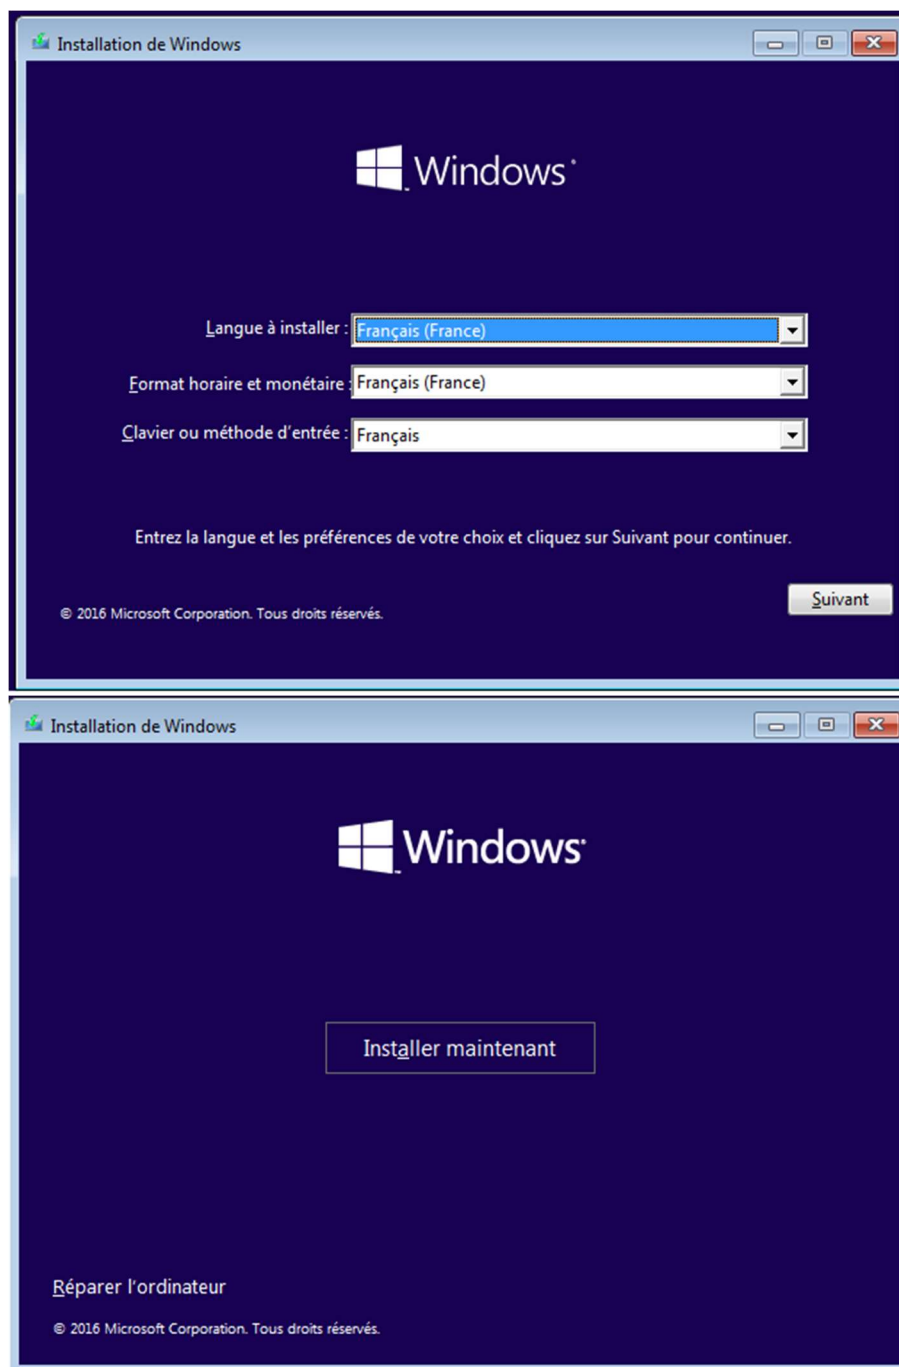 Installation de Windows
Windows
Langue à installer : Français (France)
Format horaire et monétaire : Français (France)
Clavier ou méthode d'entrée : Français
Entrez la langue et les préférences de votre choix et cliquez sur Suivant pour continuer.
Suivant
© 2016 Microsoft Corporation. Tous droits réservés.
Installation de Windows
Windows
Installer maintenant
Réparer l'ordinateur
© 2016 Microsoft Corporation. Tous droits réservés.